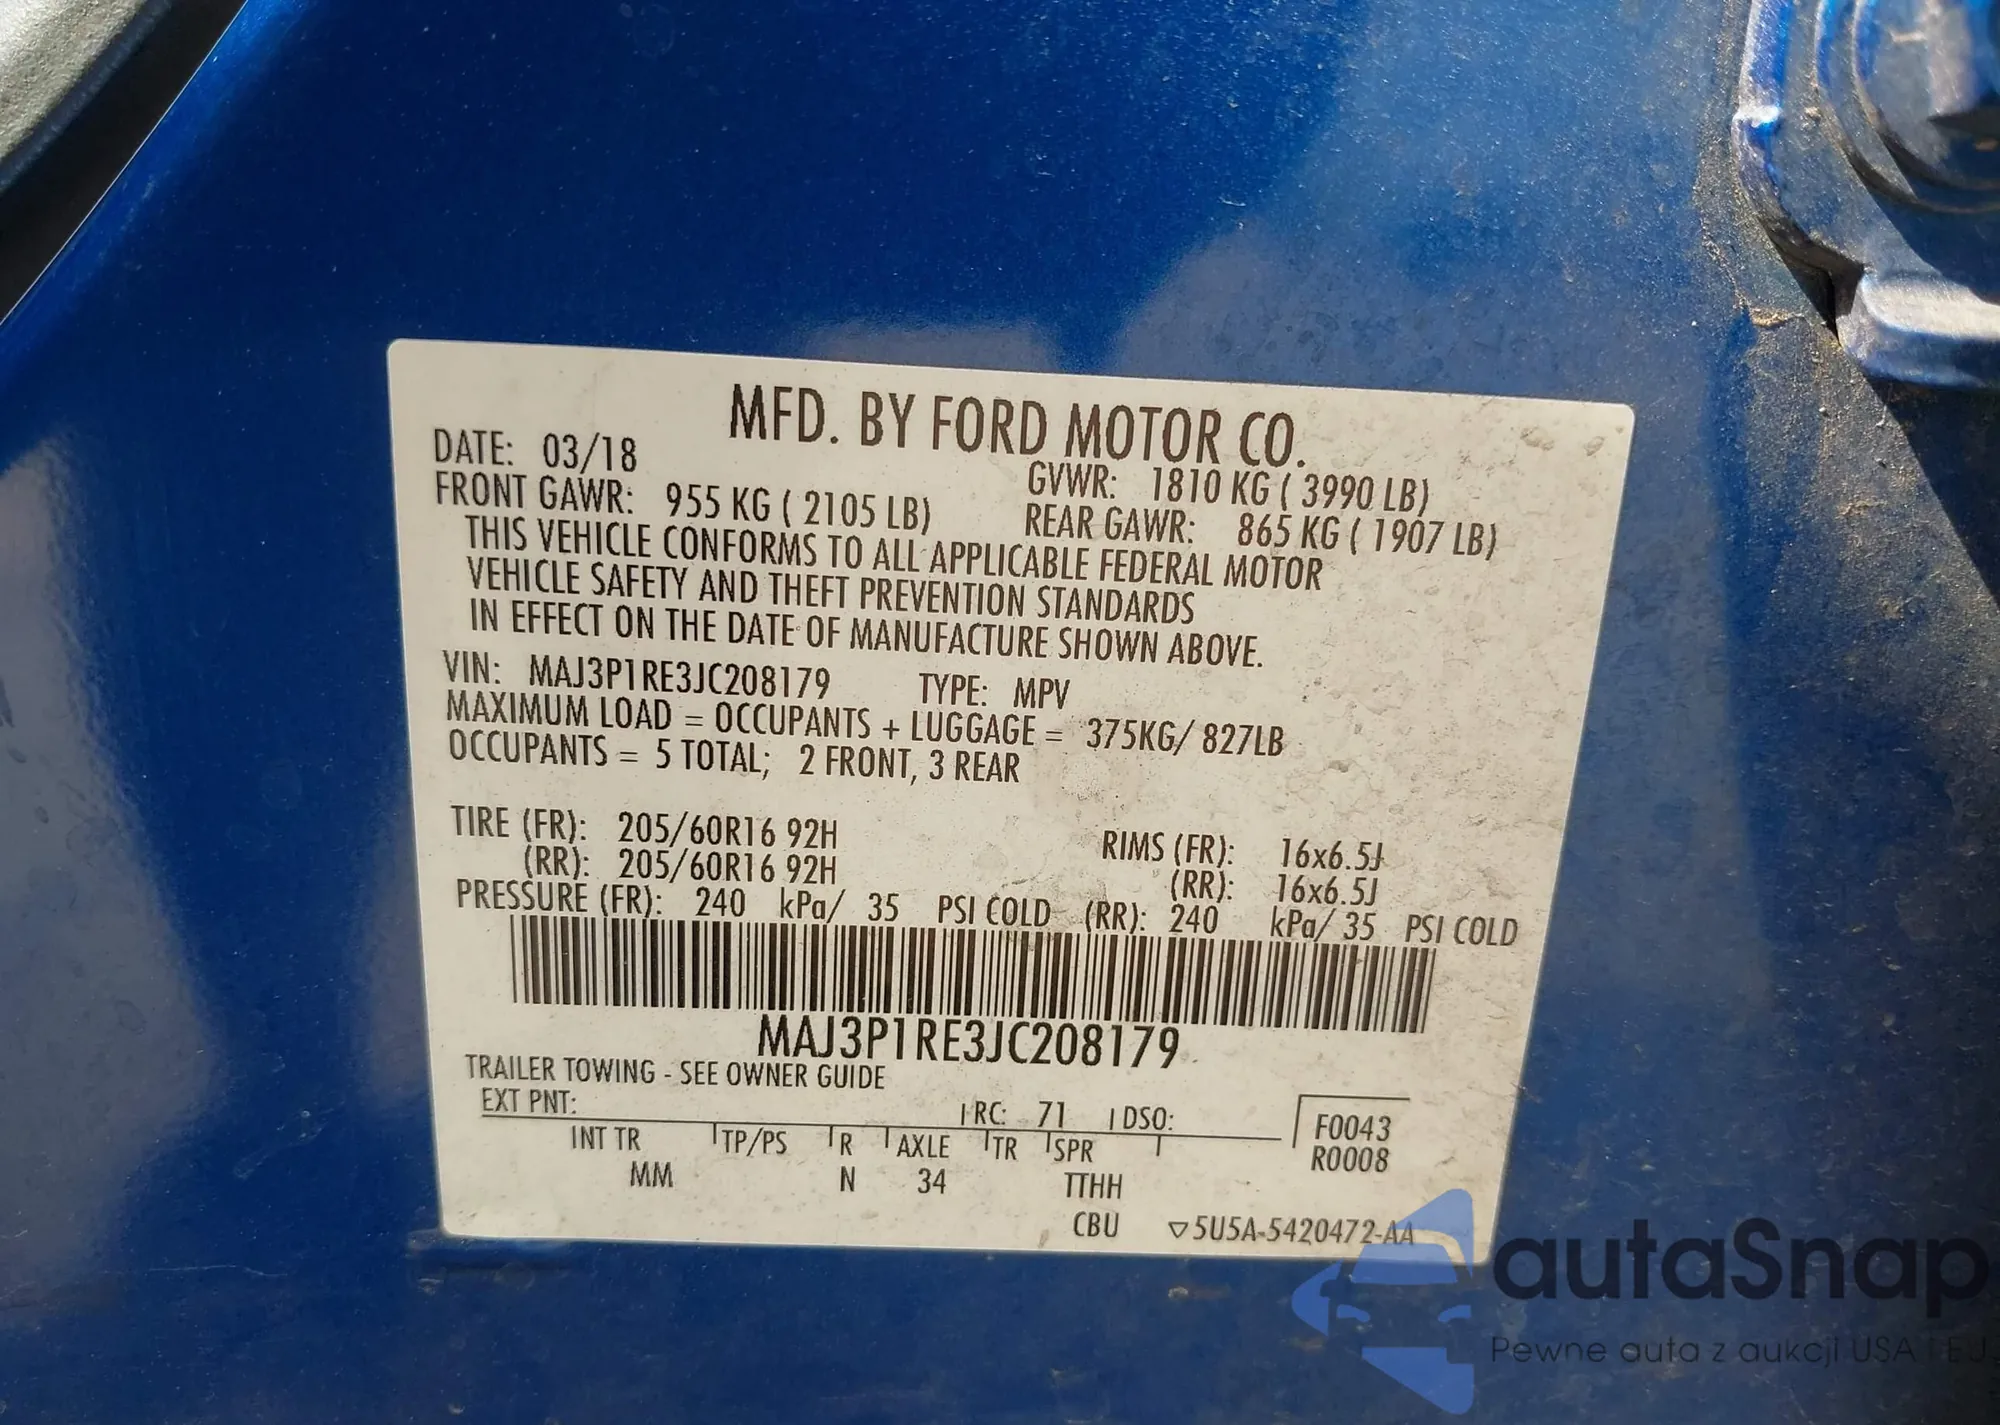 MFD. BY FORD MOTOR CO.
DATE: 03/18 GVWR: 1810 KG ( 3990 LB)
FRONT GAWR: 955 KG ( 2105 LB) REAR GAWR: 865 KG ( 1907 LB)
THIS VEHICLE CONFORMS TO ALL APPLICABLE FEDERAL MOTOR
VEHICLE SAFETY AND THEFT PREVENTION STANDARDS
IN EFFECT ON THE DATE OF MANUFACTURE SHOWN ABOVE.
VIN: MAJ3P1RE3JC208179 TYPE: MPV
MAXIMUM LOAD = OCCUPANTS + LUGGAGE = 375KG/ 827LB
OCCUPANTS = 5 TOTAL; 2 FRONT, 3 REAR
TIRE (FR): 205/60R16 92H RIMS (FR): 16x6.5J
(RR): 205/60R16 92H (RR): 16x6.5J
PRESSURE (FR): 240 kPa/ 35 PSI COLD (RR): 240 kPa/ 35 PSI COLD
MAJ3P1RE3JC208179
TRAILER TOWING - SEE OWNER GUIDE
EXT PNT: RC: 71 DSO: F0043
INT TR TP/PS R AXLE TR SPR R0008
MM N 34 TTHH
CBU ▽5U5A-5420472-AA
autaSnap
Pewne auta z aukcji USA i EU